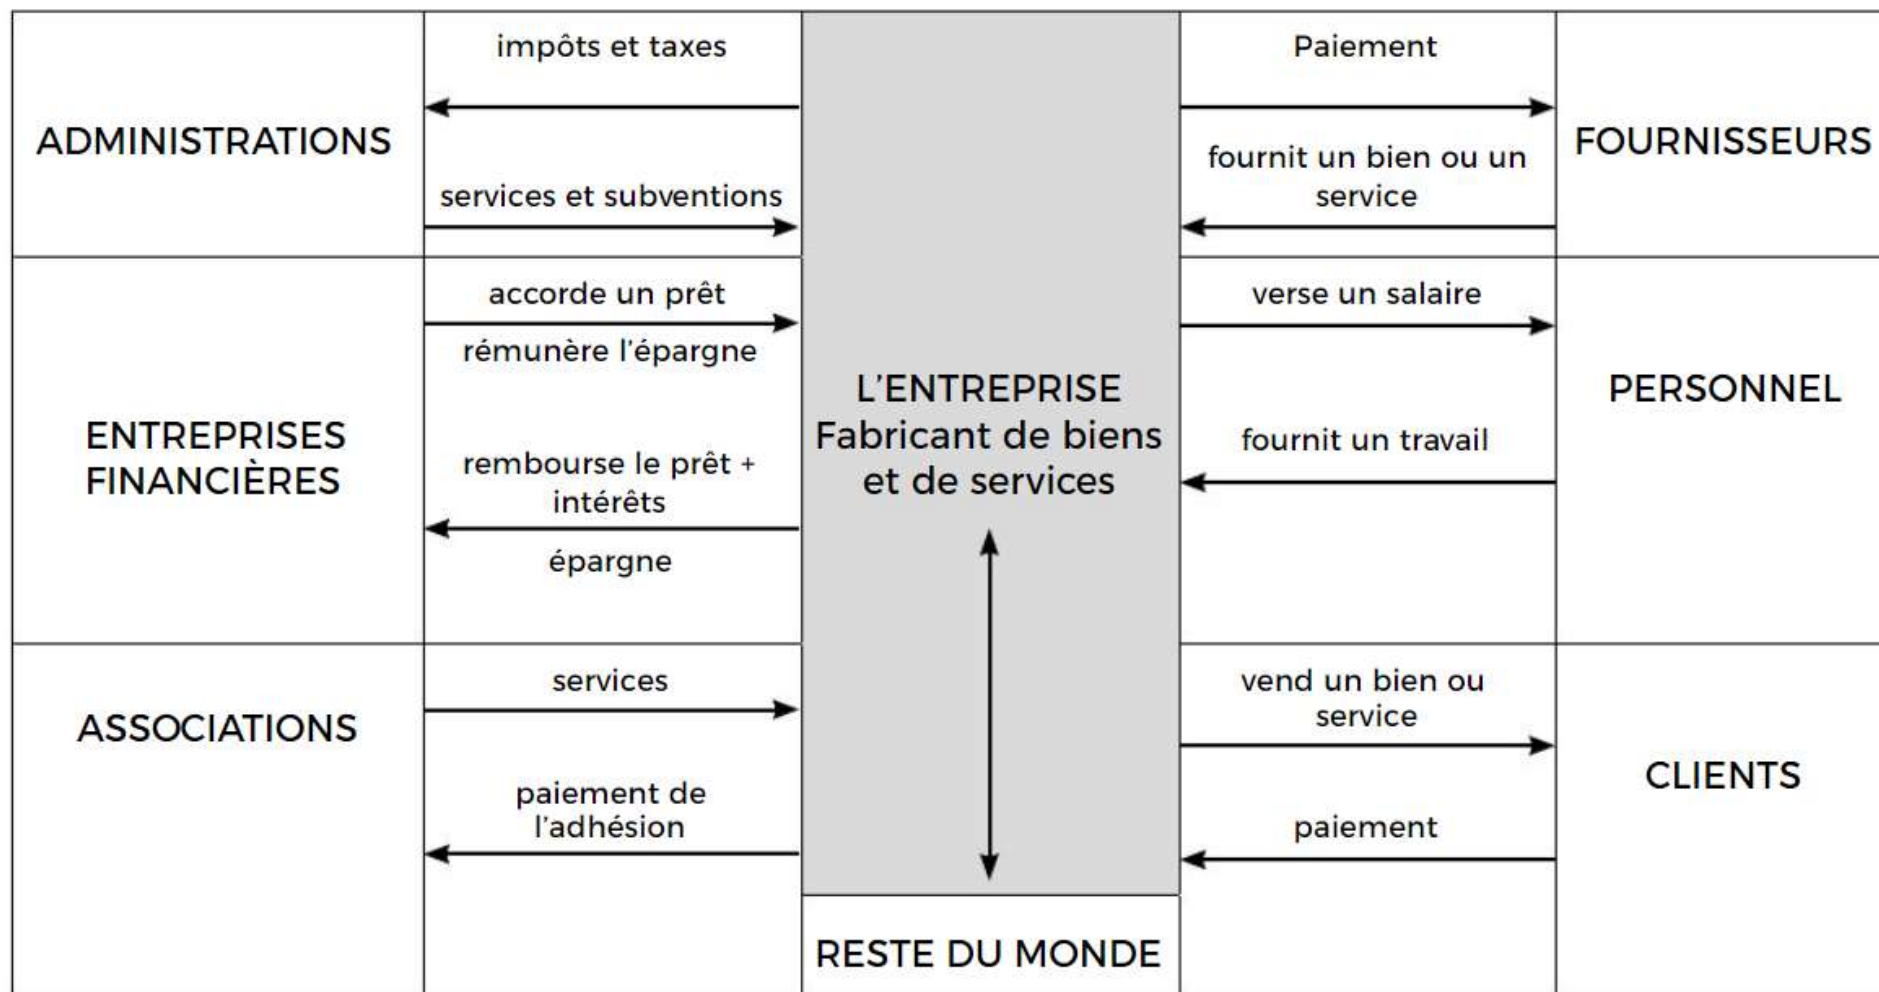 impôts et taxes
Paiement
ADMINISTRATIONS
FOURNISSEURS
fournit un bien ou un
service
services et subventions
accorde un prêt
verse un salaire
rémunère l'épargne
L'ENTREPRISE
Fabricant de biens
et de services
PERSONNEL
ENTREPRISES
FINANCIÈRES
fournit un travail
rembourse le prêt +
intérêts
épargne
services
vend un bien ou
service
ASSOCIATIONS
CLIENTS
paiement de
l'adhésion
paiement
RESTE DU MONDE